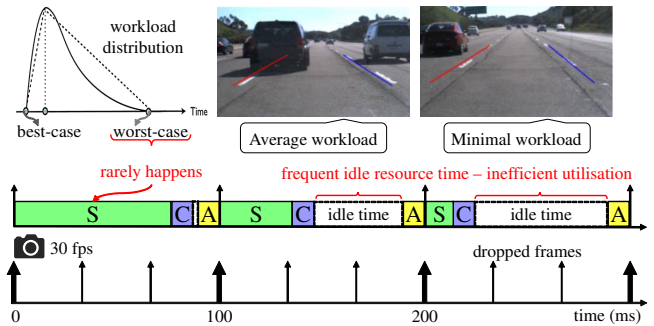 workload
distribution
Time
best-case
worst-case
Average workload
Minimal workload
rarely happens
frequent idle resource time – inefficient utilisation
S C A S C idle time A S C idle time A
30 fps
dropped frames
0 100 200 time (ms)